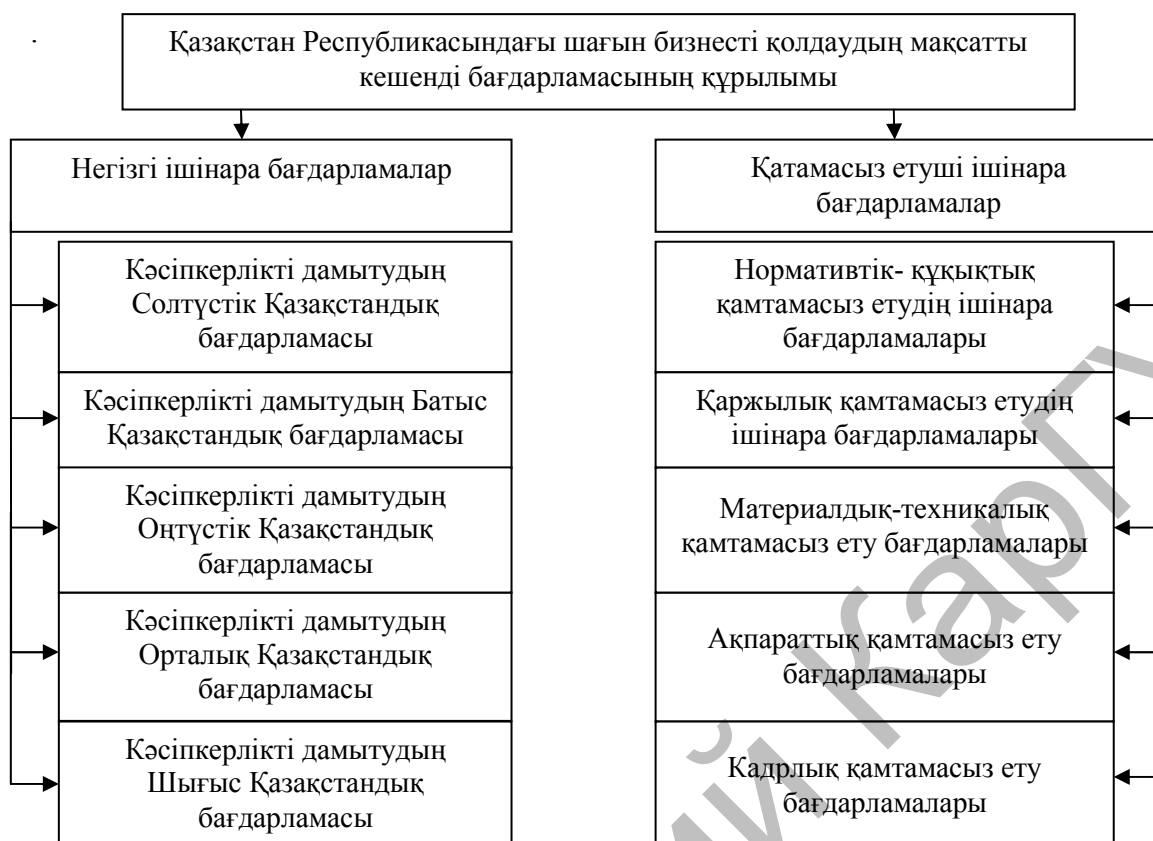 Қазақстан Республикасындағы шағын бизнесті қолдаудың мақсатты
кешенді бағдарламасының құрылымы
Негізгі ішінара бағдарламалар
Кәсіпкерлікті дамытудың
Солтүстік Қазақстандық
бағдарламасы
Кәсіпкерлікті дамытудың Батыс
Қазақстандық бағдарламасы
Кәсіпкерлікті дамытудың
Оңтүстік Қазақстандық
бағдарламасы
Кәсіпкерлікті дамытудың
Орталық Қазақстандық
бағдарламасы
Кәсіпкерлікті дамытудың
Шығыс Қазақстандық
бағдарламасы
Қатамасыз етуші ішінара
бағдарламалар
Нормативтік- құқықтық
қамтамасыз етудің ішінара
бағдарламалары
Қаржылық қамтамасыз етудің
ішінара бағдарламалары
Материалдық-техникалық
қамтамасыз ету бағдарламалары
Ақпараттық қамтамасыз ету
бағдарламалары
Кадрлық қамтамасыз ету
бағдарламалары